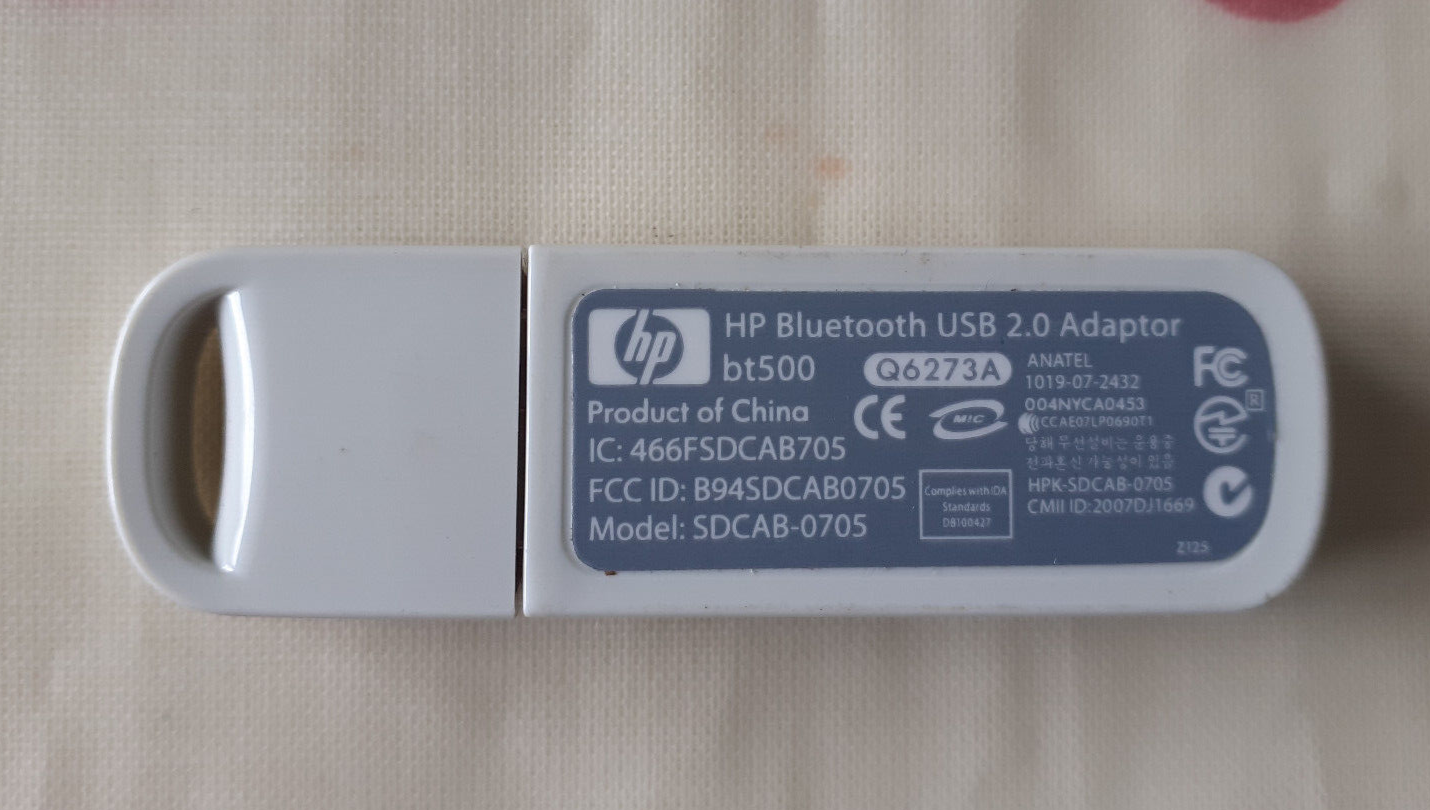 hp
HP Bluetooth USB 2.0 Adaptor
bt500
Q6273A
Product of China
IC: 466FSDCAB705
FCC ID: B94SDCAB0705
Model: SDCAB-0705
CE
MIC
Complies with IDA
Standards
DB100427
ANATEL
1019-07-2432
004NYCA0453
CCAE07LP0690T1
당해 무선설비는 운용중
전파혼신 가능성이 있음
HPK-SDCAB-0705
CMII ID:2007DJ1669
FC
R
Z125